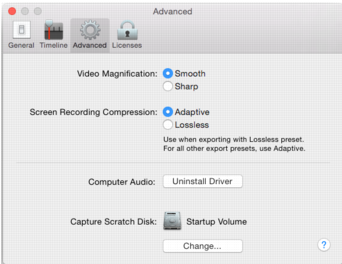 Advanced
General Timeline Advanced Licenses
Video Magnification: Smooth
Sharp
Screen Recording Compression: Adaptive
Lossless
Use when exporting with Lossless preset.
For all other export presets, use Adaptive.
Computer Audio: Uninstall Driver
Capture Scratch Disk: Startup Volume
Change... ?